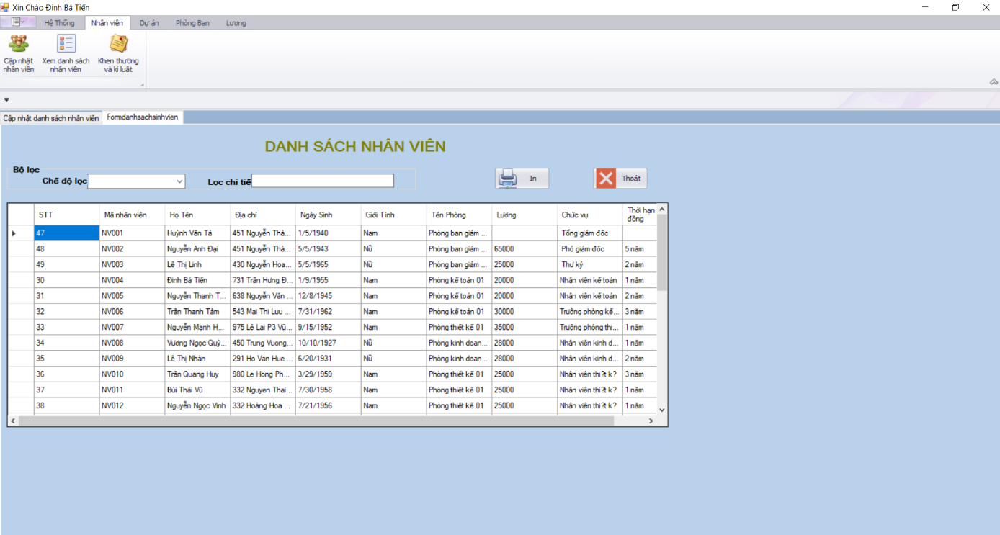 Xin Chào Đinh Bá Tiến
Hệ Thống Nhân viên Dự án Phòng Ban Lương
Cập nhật nhân viên
Xem danh sách nhân viên
Khen thưởng và kỉ luật
Cập nhật danh sách nhân viên Formdanhsachsinhvien
DANH SÁCH NHÂN VIÊN
Bộ lọc
Chế độ lọc Lọc chi tiế In Thoát
STT Mã nhân viên Họ Tên Địa chỉ Ngày Sinh Giới Tính Tên Phòng Lương Chức vụ Thời hạn đồng
47 NV001 Huỳnh Văn Tá 451 Nguyễn Thà... 1/5/1940 Nam Phòng ban giám ... Tổng giám đốc
48 NV002 Nguyễn Anh Đại 451 Nguyễn Thà... 5/5/1943 Nữ Phòng ban giám ... 65000 Phó giám đốc 5 năm
49 NV003 Lê Thị Linh 430 Nguyễn Hoa... 5/5/1965 Nữ Phòng ban giám ... 25000 Thư ký 2 năm
30 NV004 Đinh Bá Tiến 731 Trần Hưng Đ... 1/9/1955 Nam Phòng kế toán 01 20000 Nhân viên kế toán 1 năm
31 NV005 Nguyễn Thanh T... 638 Nguyễn Văn ... 12/8/1945 Nam Phòng kế toán 01 20000 Nhân viên kế toán 2 năm
32 NV006 Trần Thanh Tâm 543 Mai Thi Luu ... 7/31/1962 Nam Phòng kế toán 01 30000 Trưởng phòng kế... 3 năm
33 NV007 Nguyễn Mạnh H... 975 Lê Lai P3 Vũ... 9/15/1952 Nam Phòng thiết kế 01 35000 Trưởng phòng thi... 1 năm
34 NV008 Vương Ngọc Quỳ... 450 Trung Vuong... 10/10/1927 Nữ Phòng kinh doan... 28000 Nhân viên kinh d... 1 năm
35 NV009 Lê Thị Nhàn 291 Ho Van Hue ... 6/20/1931 Nữ Phòng kinh doan... 28000 Nhân viên kinh d... 2 năm
36 NV010 Trần Quang Huy 980 Le Hong Ph... 3/29/1959 Nam Phòng thiết kế 01 25000 Nhân viên thi?t k? 3 năm
37 NV011 Bùi Thái Vũ 332 Nguyen Thai... 7/30/1958 Nam Phòng thiết kế 01 25000 Nhân viên thi?t k? 1 năm
38 NV012 Nguyễn Ngọc Vinh 332 Hoàng Hoa ... 7/21/1956 Nam Phòng thiết kế 01 25000 Nhân viên thi?t k? 1 năm